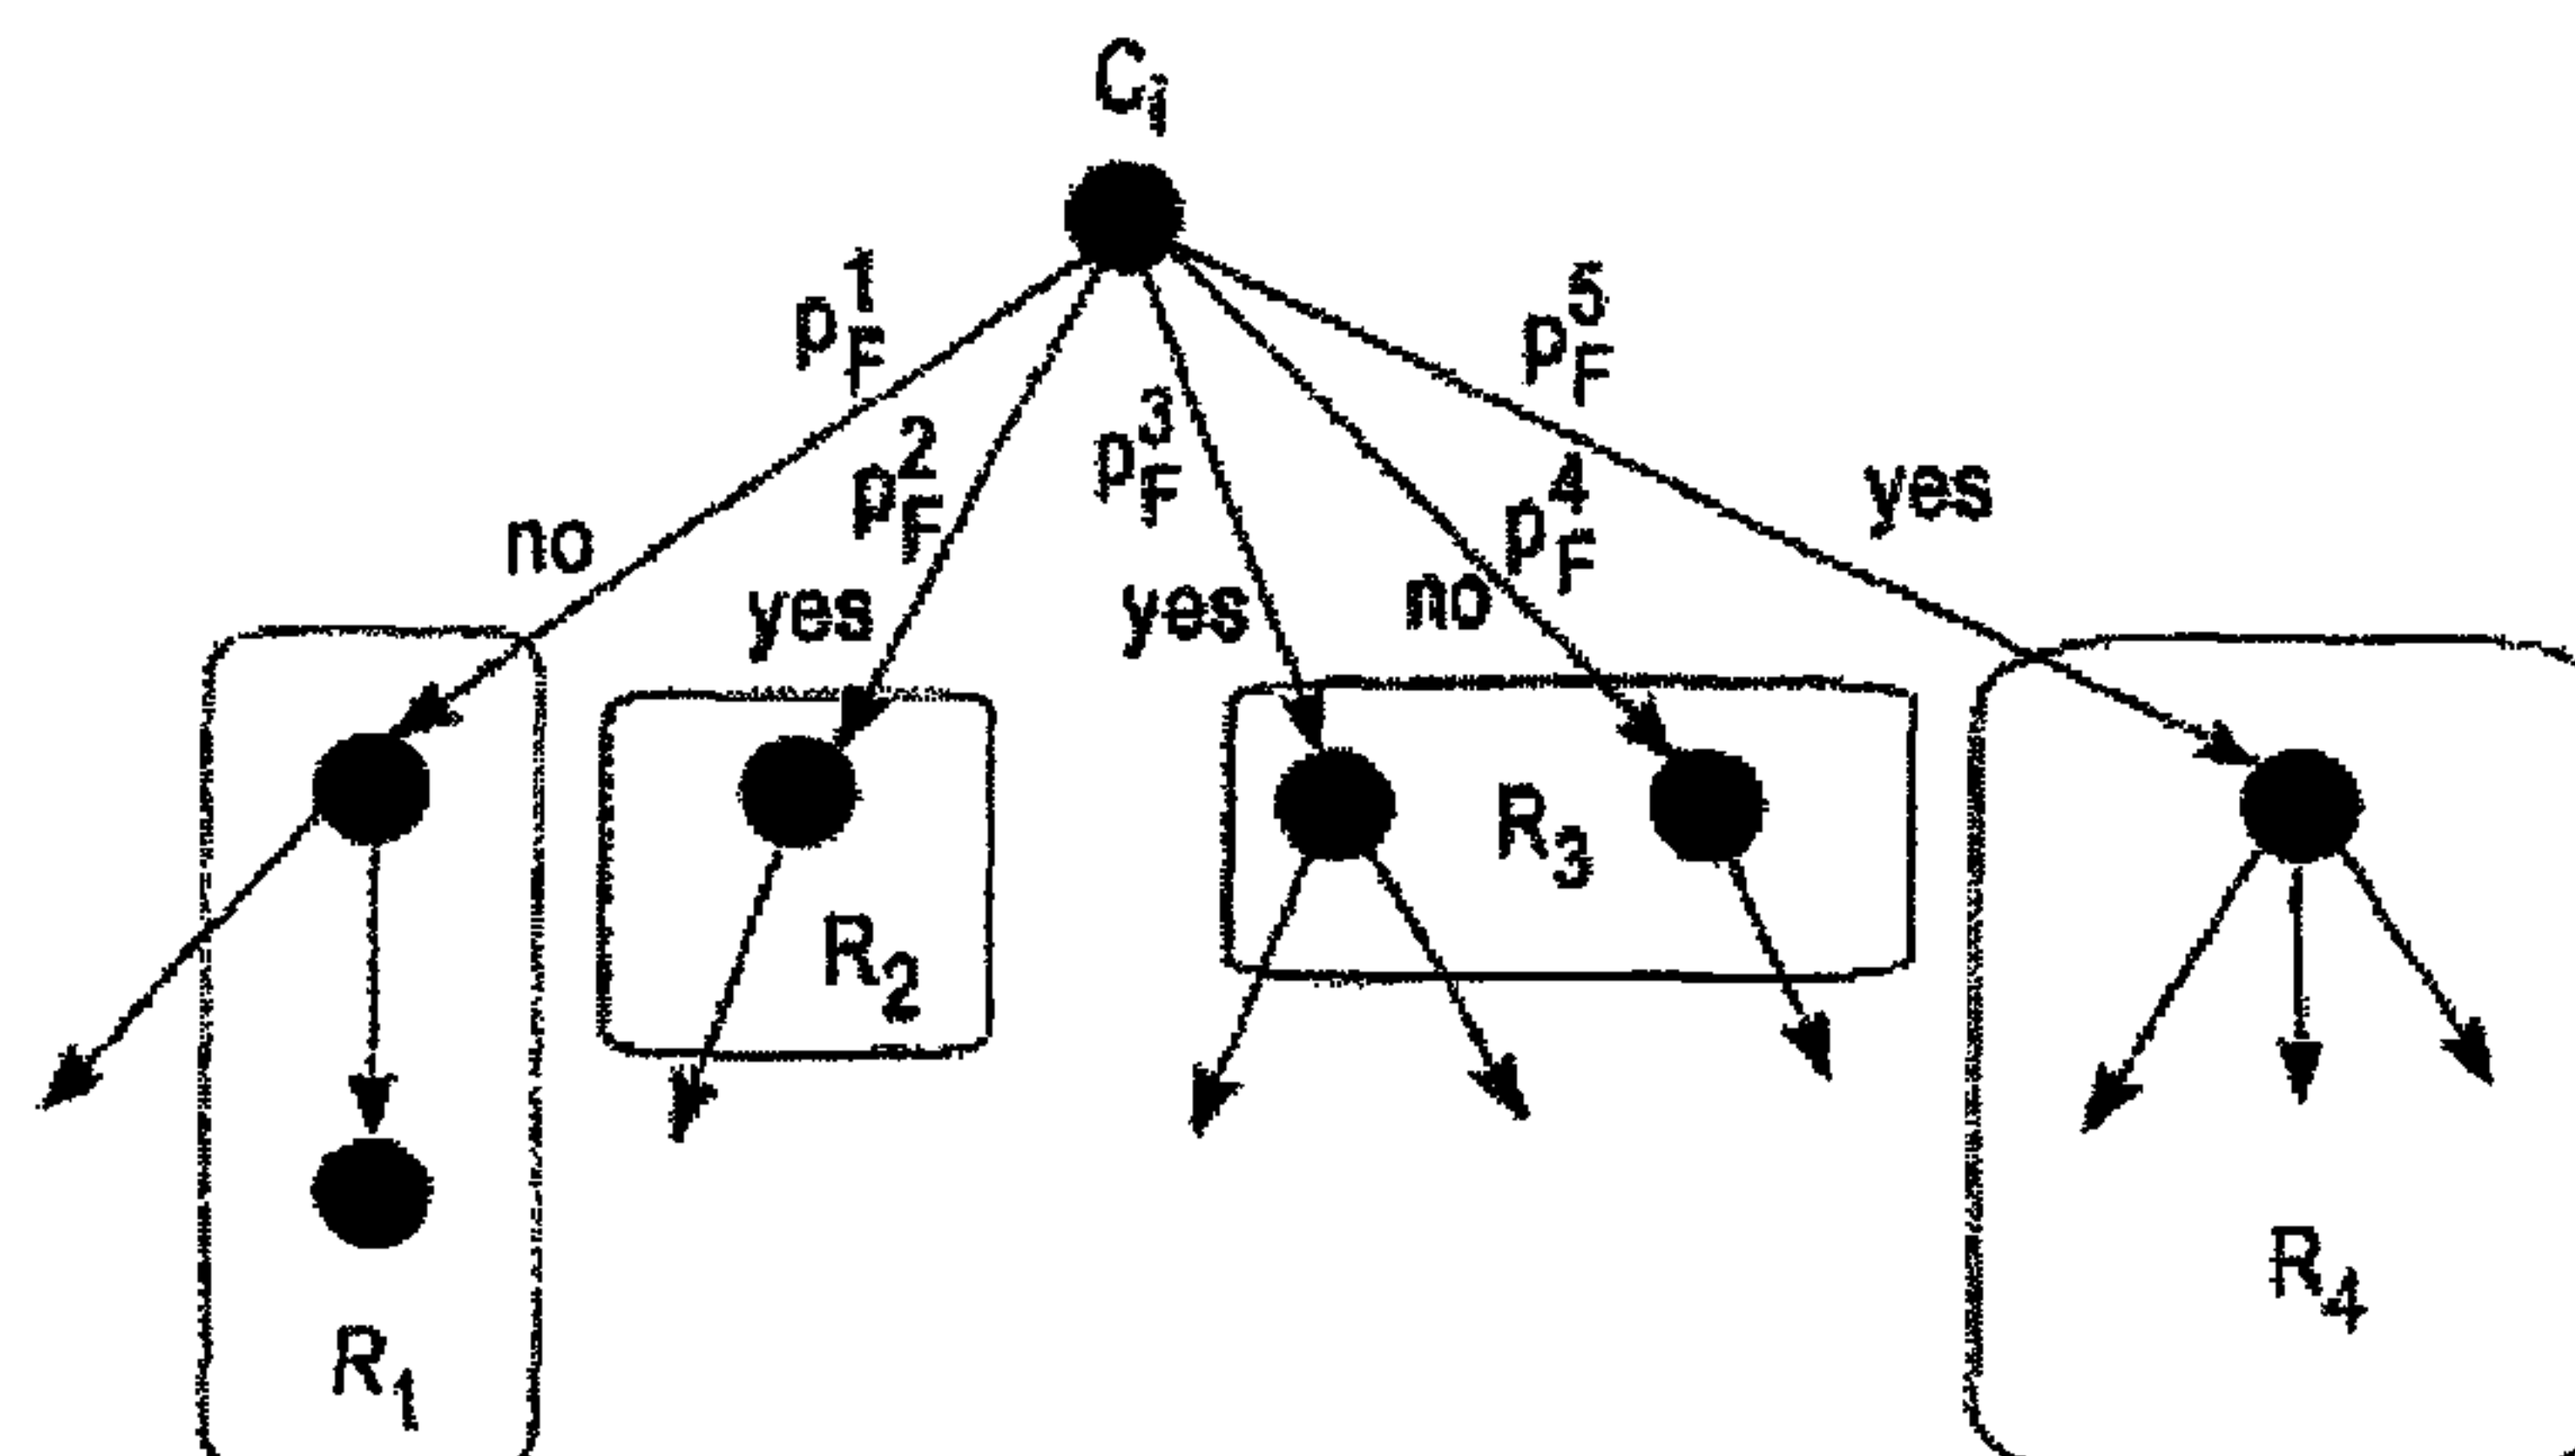 C_i
p_F^1
p_F^5
p_F^2
p_F^3
p_F^4
yes
no
yes
yes
no
R_3
R_2
R_4
R_1